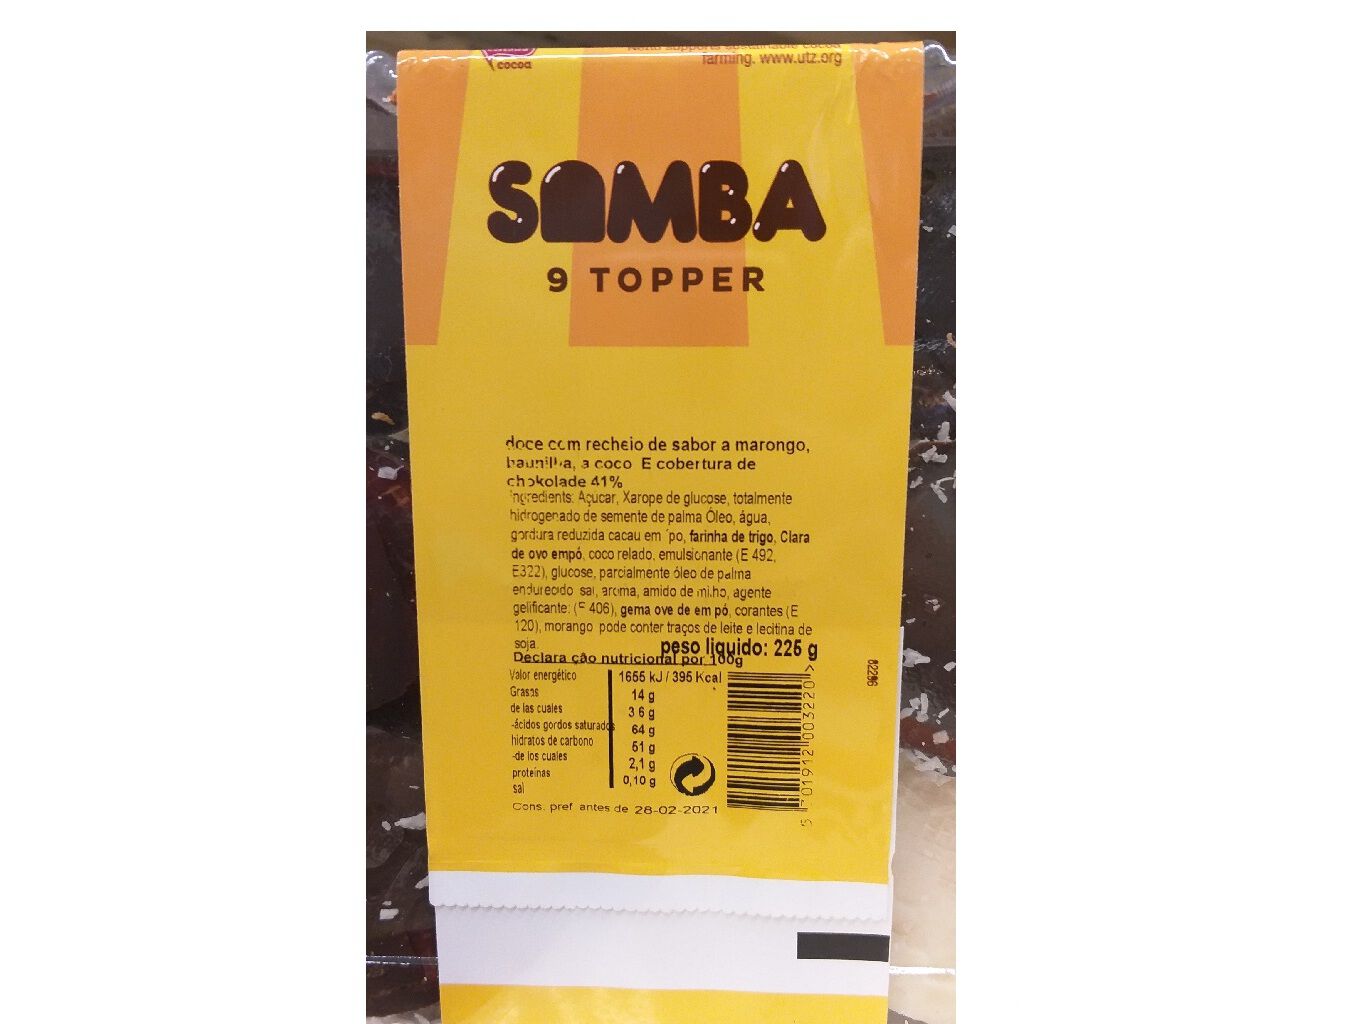 cocoa
farming. www.utz.org
SAMBA
9 TOPPER
doce com recheio de sabor a marongo,
baunilha, a coco E cobertura de
chokolade 41%
Ingredients: Açucar, Xarope de glucose, totalmente
hidrogenado de semente de palma Óleo, água,
gordura reduzida cacau em ´po, farinha de trigo, Clara
de ovo empó, coco relado, emulsionante (E 492,
E322), glucose, parcialmente óleo de palma
endurecido sal, aroma, amido de milho, agente
gelificante: (E 406), gema ove de em pó, corantes (E
120), morango pode conter traços de leite e lecitina de
soja.
peso liquido: 225 g
Declara ção nutricional por 100g
Valor energético 1655 kJ / 395 Kcal
Grasas 14 g
de las cuales 3 6 g
-ácidos gordos saturados 64 g
hidratos de carbono 51 g
-de los cuales 2,1 g
proteínas 0,10 g
sal
Cons. pref antes de 28-02-2021
5 701912 003220 >